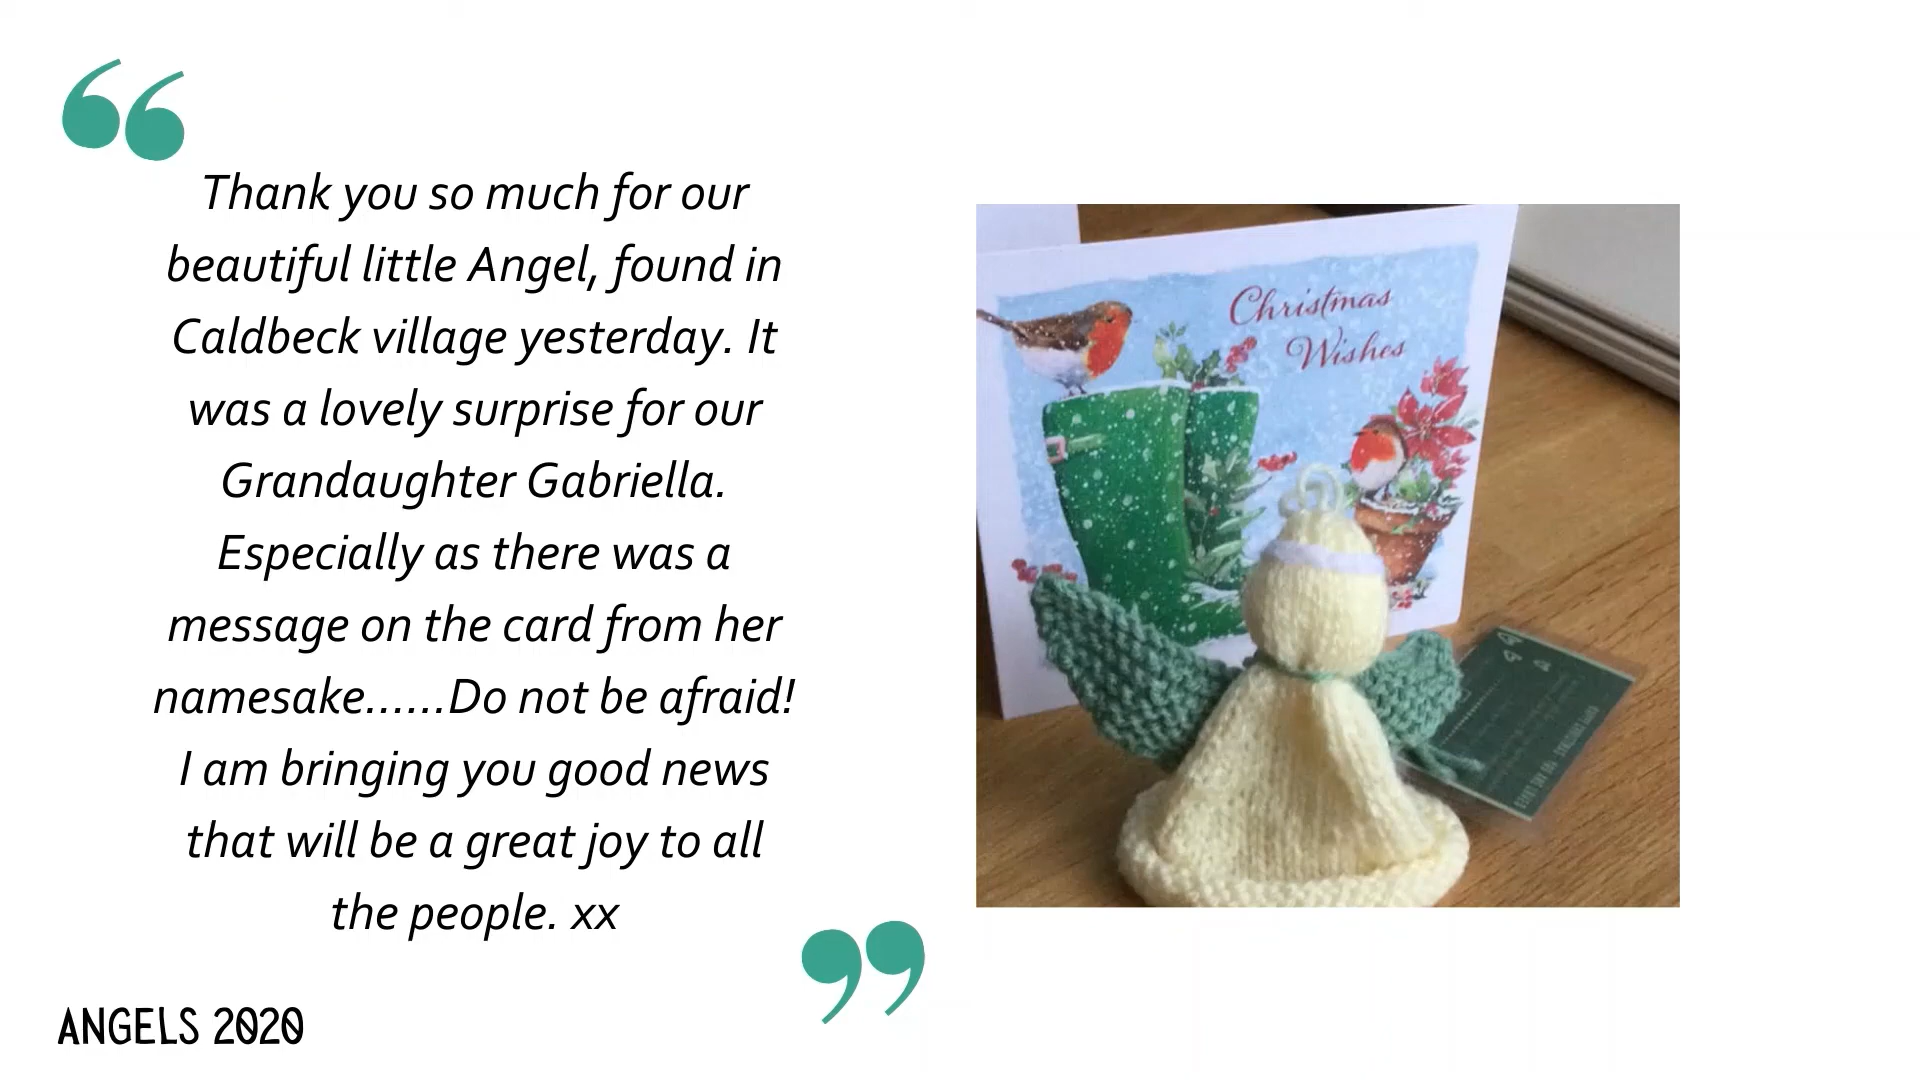 Thank you so much for our
beautiful little Angel, found in
Caldbeck village yesterday. It
was a lovely surprise for our
Grandaughter Gabriella.
Especially as there was a
message on the card from her
namesake......Do not be afraid!
I am bringing you good news
that will be a great joy to all
the people. xx
ANGELS 2020
Christmas
Wishes